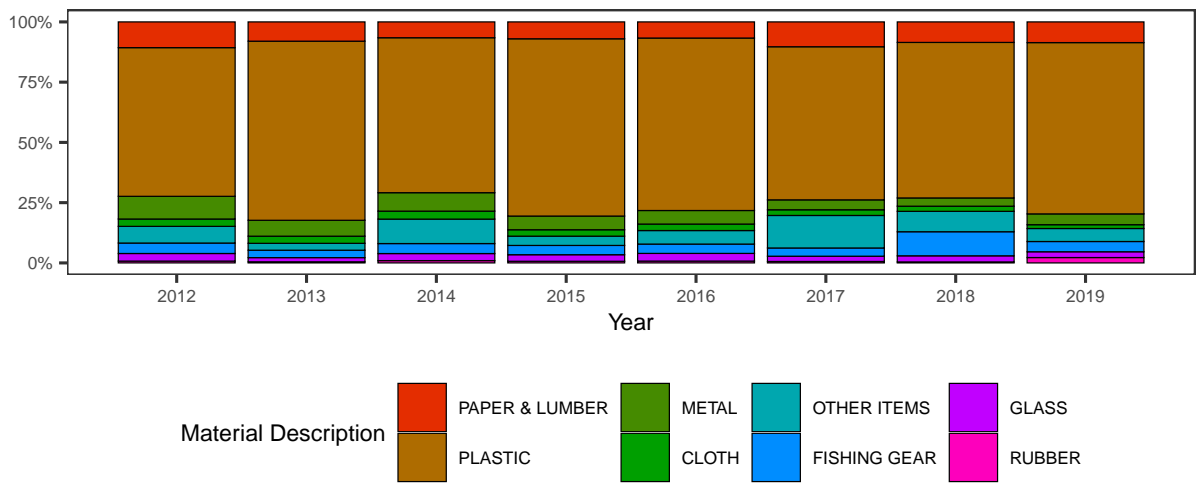 100%
75%
50%
25%
0%
2012 2013 2014 2015 2016 2017 2018 2019
Year
Material Description
PAPER & LUMBER METAL OTHER ITEMS GLASS
PLASTIC CLOTH FISHING GEAR RUBBER